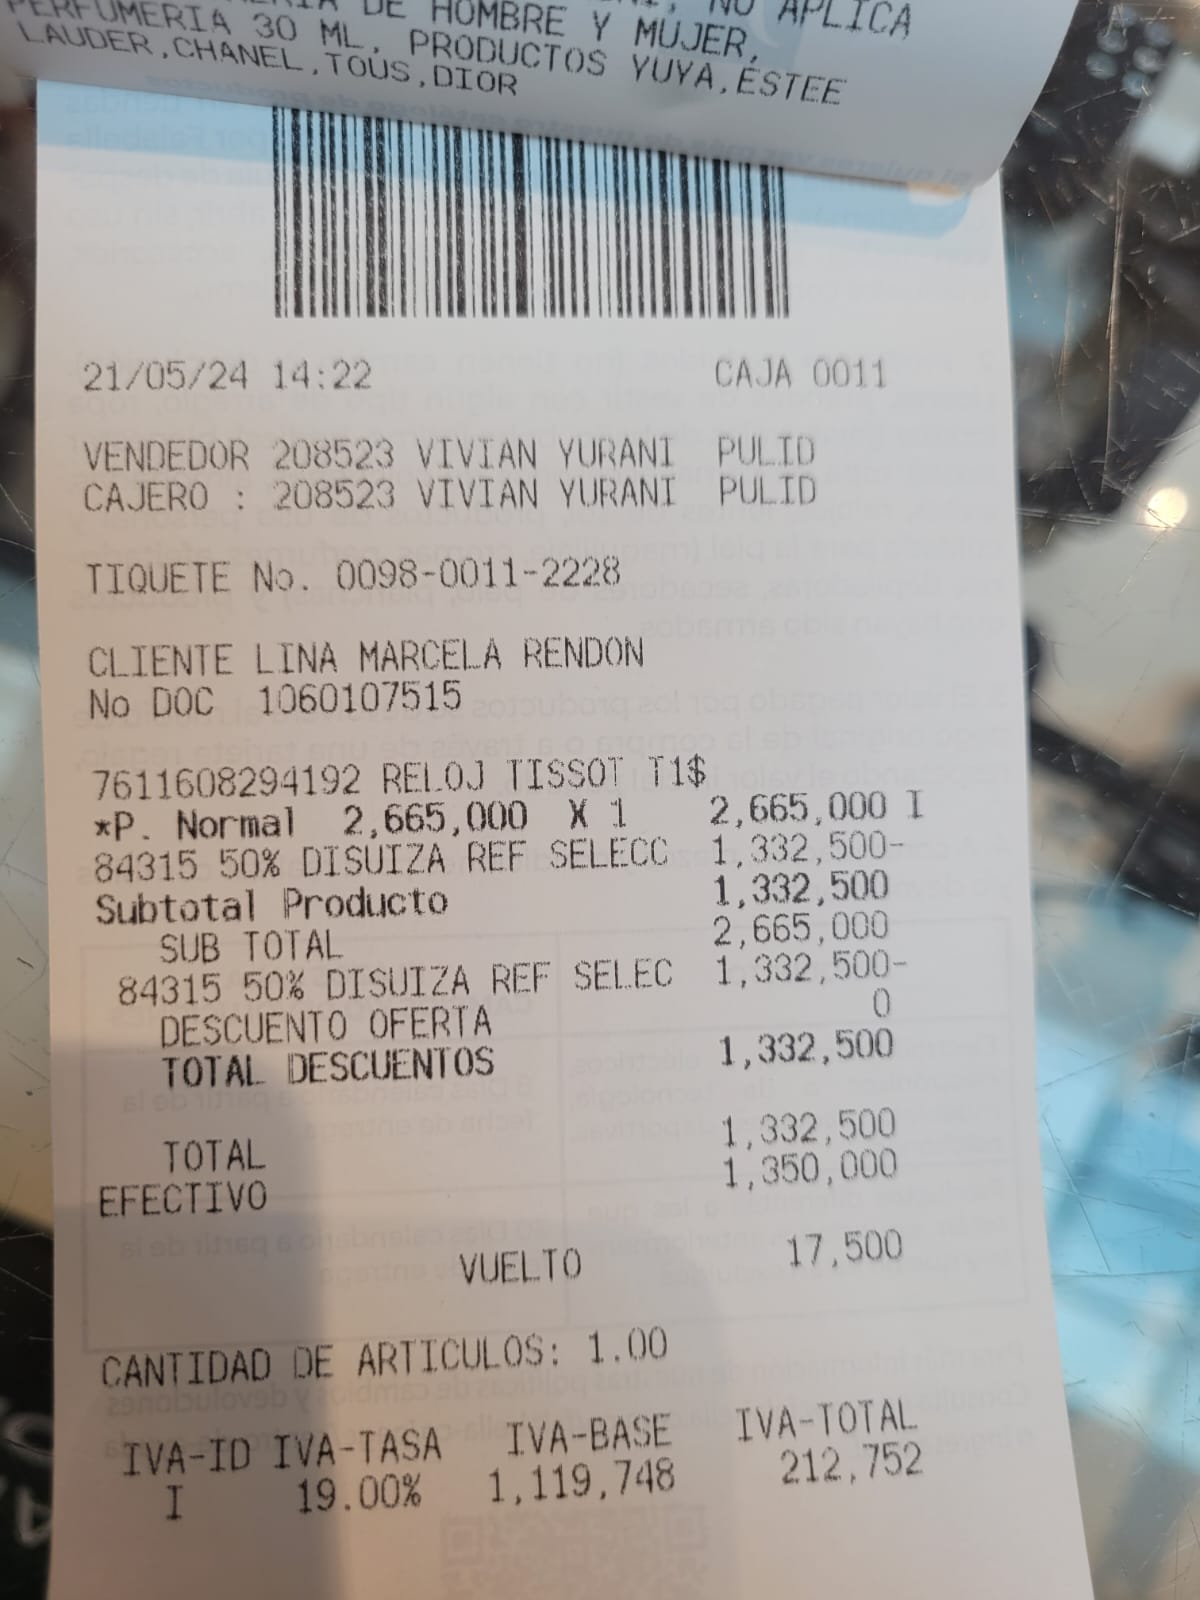 NO APLICA
DE HOMBRE Y MUJER,
PERFUMERIA 30 ML, PRODUCTOS YUYA,ESTEE
LAUDER,CHANEL,TOUS,DIOR
21/05/24 14:22 CAJA 0011
VENDEDOR 208523 VIVIAN YURANI PULID
CAJERO : 208523 VIVIAN YURANI PULID
TIQUETE No. 0098-0011-2228
CLIENTE LINA MARCELA RENDON
No DOC 1060107515
7611608294192 RELOJ TISSOT T1$
*P. Normal 2,665,000 X 1 2,665,000 I
84315 50% DISUIZA REF SELECC 1,332,500-
Subtotal Producto 1,332,500
SUB TOTAL 2,665,000
84315 50% DISUIZA REF SELEC 1,332,500-
DESCUENTO OFERTA 0
TOTAL DESCUENTOS 1,332,500
TOTAL 1,332,500
EFECTIVO 1,350,000
VUELTO 17,500
CANTIDAD DE ARTICULOS: 1.00
IVA-ID IVA-TASA IVA-BASE IVA-TOTAL
I 19.00% 1,119,748 212,752